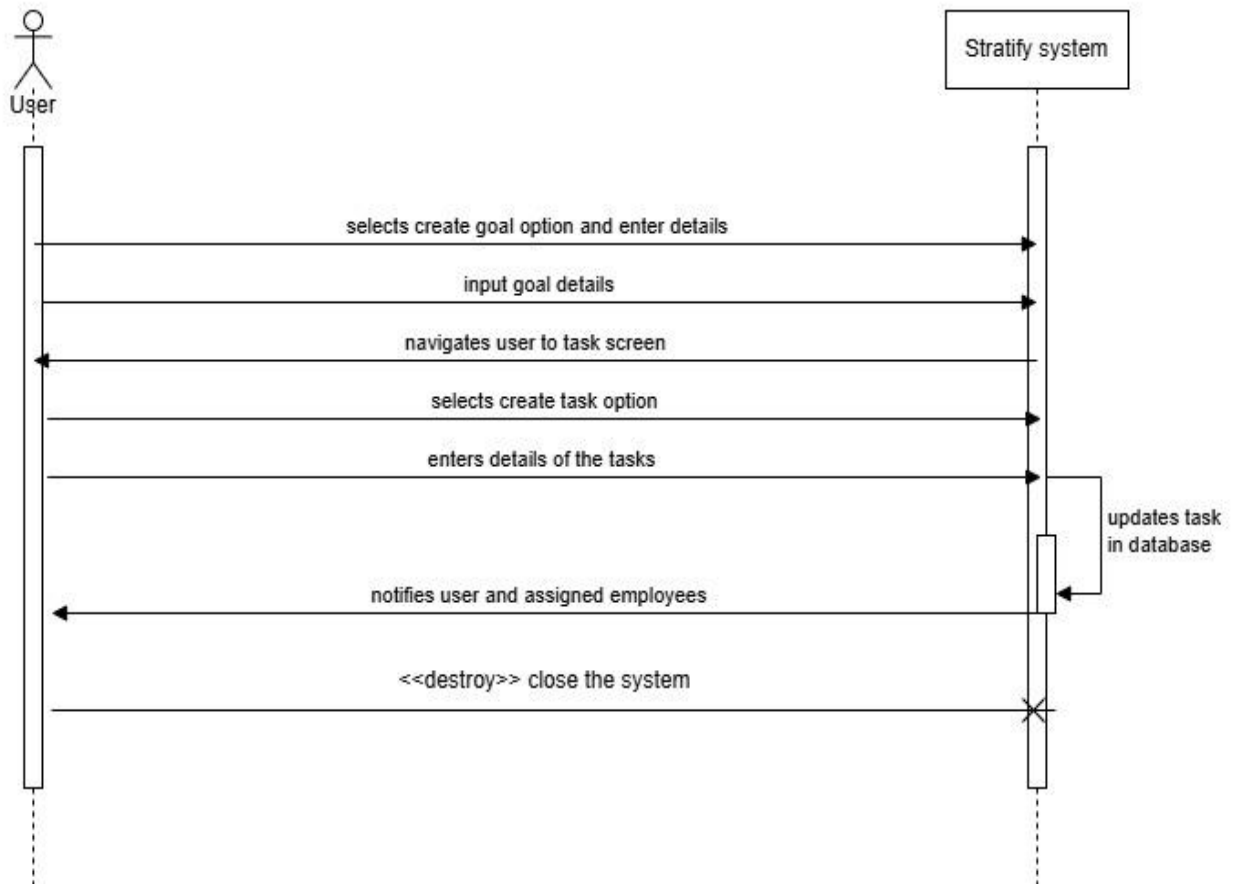 Stratify system
User
selects create goal option and enter details
input goal details
navigates user to task screen
selects create task option
enters details of the tasks
updates task
in database
notifies user and assigned employees
<<destroy>> close the system